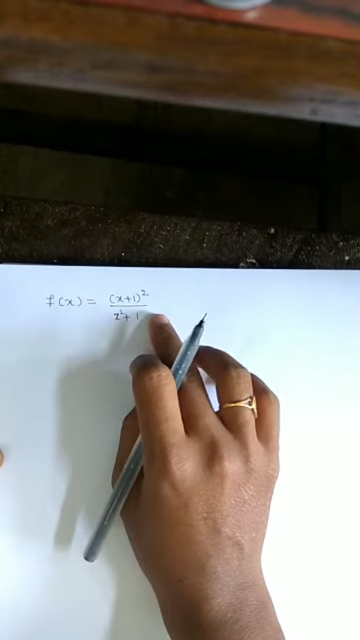 f(x) = (x+1)² / x²+1